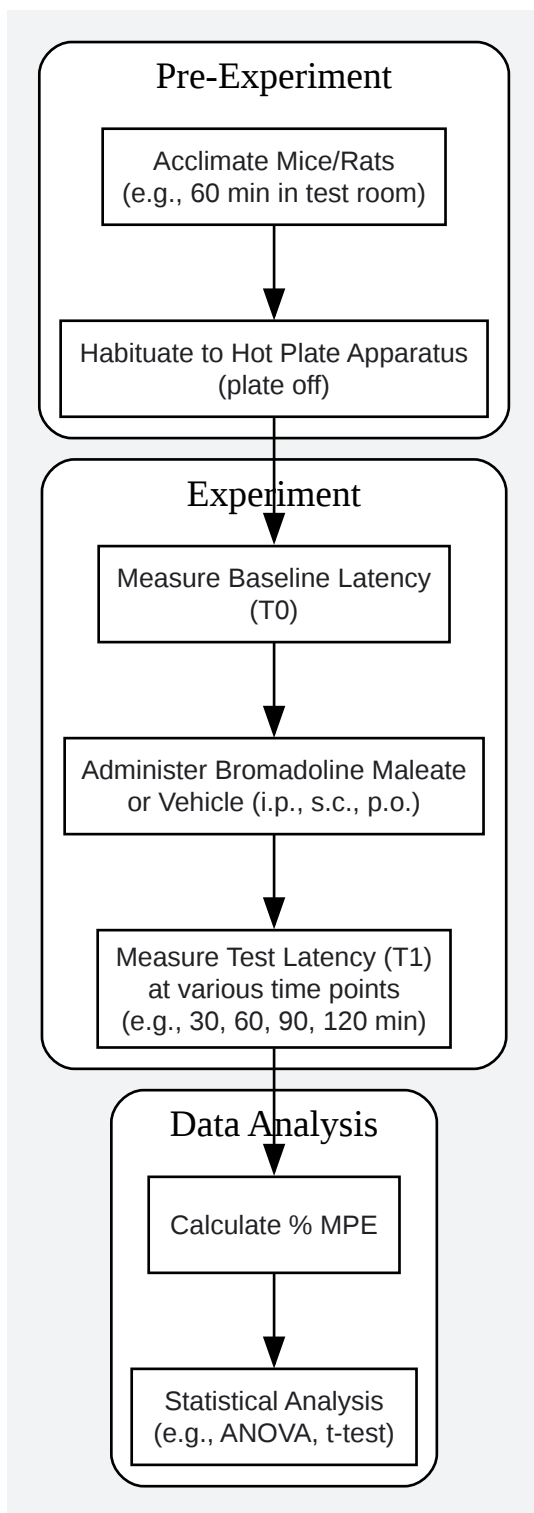 Pre-Experiment
Acclimate Mice/Rats
(e.g., 60 min in test room)
Habituate to Hot Plate Apparatus
(plate off)
Experiment
Measure Baseline Latency
(T0)
Administer Bromadoline Maleate
or Vehicle (i.p., s.c., p.o.)
Measure Test Latency (T1)
at various time points
(e.g., 30, 60, 90, 120 min)
Data Analysis
Calculate % MPE
Statistical Analysis
(e.g., ANOVA, t-test)